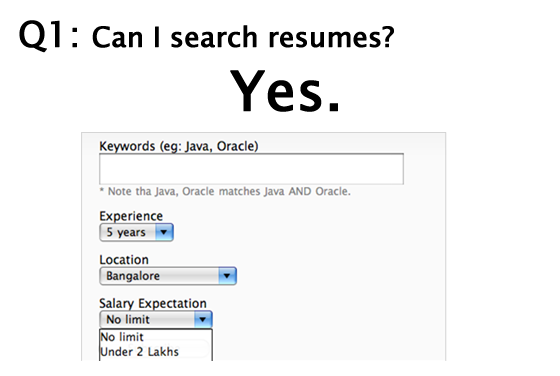 Q1: Can I search resumes?
Yes.
Keywords (eg: Java, Oracle)
* Note tha Java, Oracle matches Java AND Oracle.
Experience
5 years
Location
Bangalore
Salary Expectation
No limit
No limit
Under 2 Lakhs